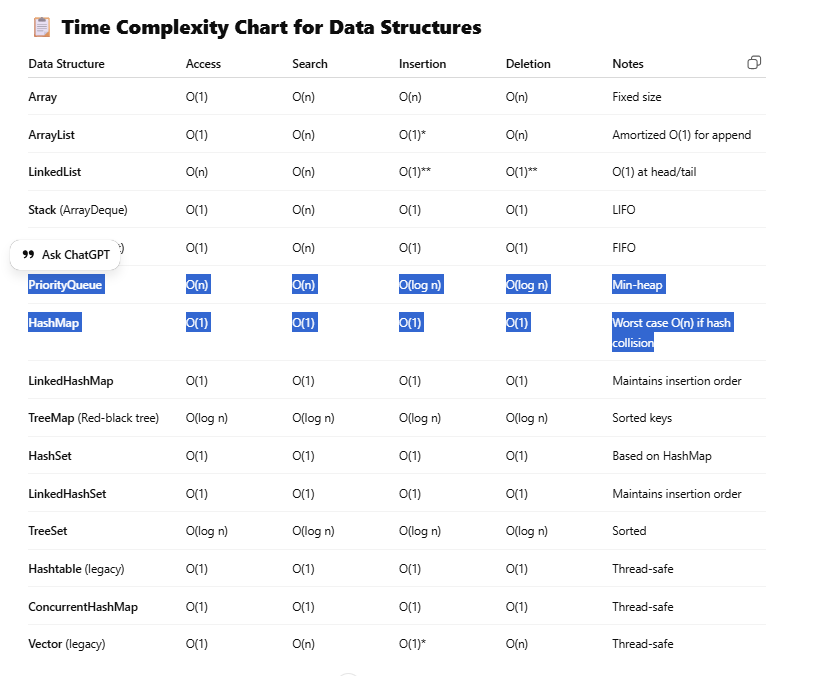 📋 Time Complexity Chart for Data Structures
Data Structure Access Search Insertion Deletion Notes
Array O(1) O(n) O(n) O(n) Fixed size
ArrayList O(1) O(n) O(1)* O(n) Amortized O(1) for append
LinkedList O(n) O(n) O(1)** O(1)** O(1) at head/tail
Stack (ArrayDeque) O(1) O(n) O(1) O(1) LIFO
O(1) O(n) O(1) O(1) FIFO
Ask ChatGPT
PriorityQueue O(n) O(n) O(log n) O(log n) Min-heap
HashMap O(1) O(1) O(1) O(1) Worst case O(n) if hash
collision
LinkedHashMap O(1) O(1) O(1) O(1) Maintains insertion order
TreeMap (Red-black tree) O(log n) O(log n) O(log n) O(log n) Sorted keys
HashSet O(1) O(1) O(1) O(1) Based on HashMap
LinkedHashSet O(1) O(1) O(1) O(1) Maintains insertion order
TreeSet O(log n) O(log n) O(log n) O(log n) Sorted
Hashtable (legacy) O(1) O(1) O(1) O(1) Thread-safe
ConcurrentHashMap O(1) O(1) O(1) O(1) Thread-safe
Vector (legacy) O(1) O(n) O(1)* O(n) Thread-safe